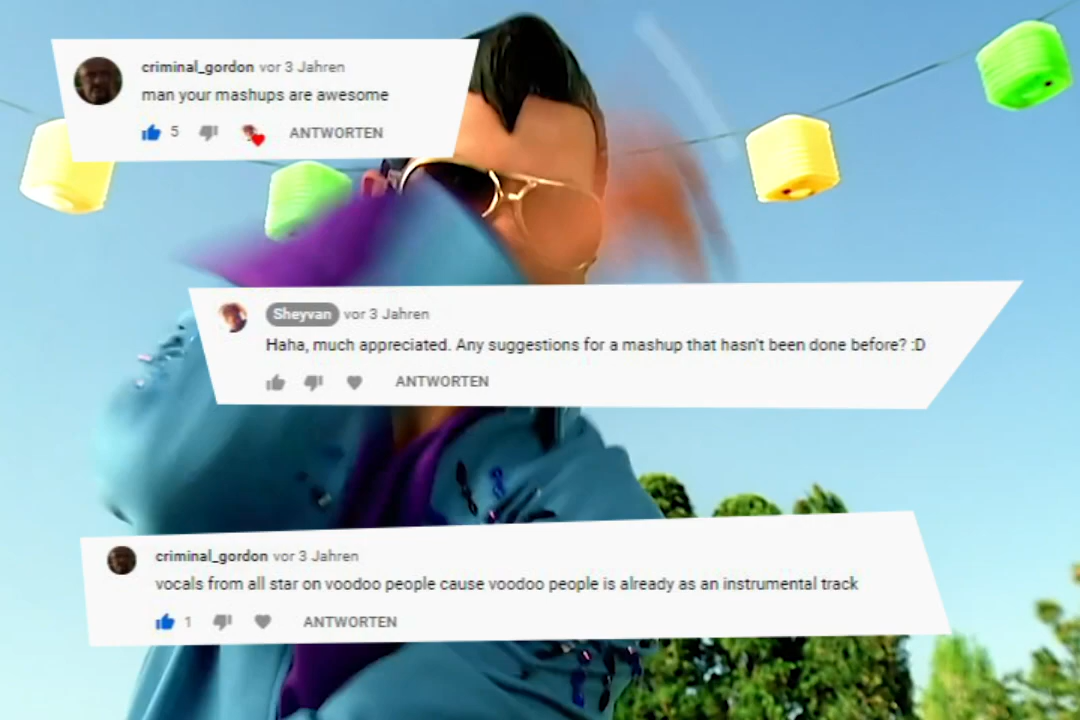 criminal_gordon vor 3 Jahren
man your mashups are awesome
5 ANTWORTEN
Sheyvan vor 3 Jahren
Haha, much appreciated. Any suggestions for a mashup that hasn't been done before? :D
ANTWORTEN
criminal_gordon vor 3 Jahren
vocals from all star on voodoo people cause voodoo people is already as an instrumental track
1 ANTWORTEN